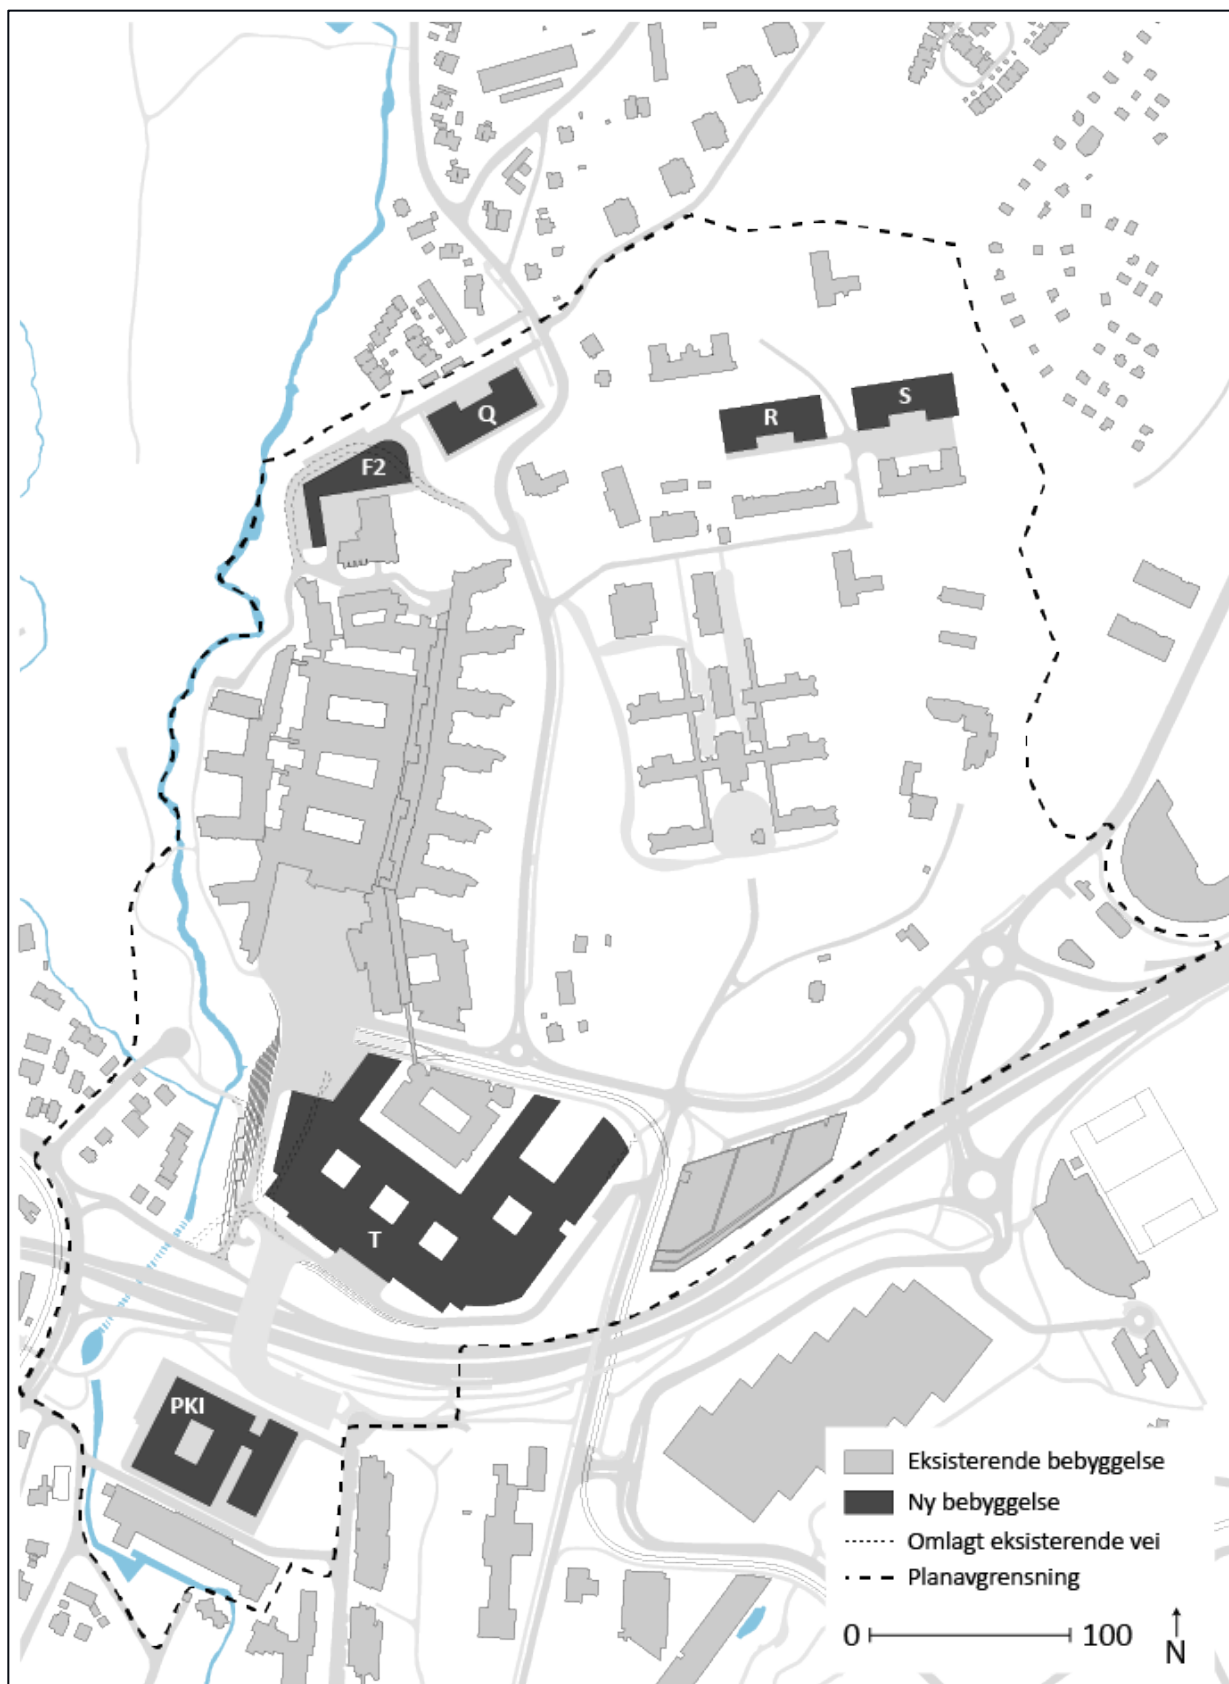 S
R
Q
F2
T
PKI
Eksisterende bebyggelse
Ny bebyggelse
Omlagt eksisterende vei
Planavgrensning
0 100
N